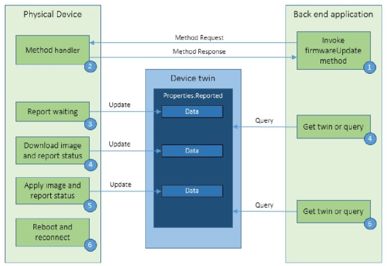 Physical Device
Back end application
Method Request
Method handler
2
Method Response
Invoke
firmwareUpdate
method
1
Device twin
Properties.Reported
Report waiting
3
Update
Data
Query
Get twin or query
4
Download image
and report status
4
Update
Data
Apply image and
report status
5
Update
Data
Query
Get twin or query
6
Reboot and
reconnect
6